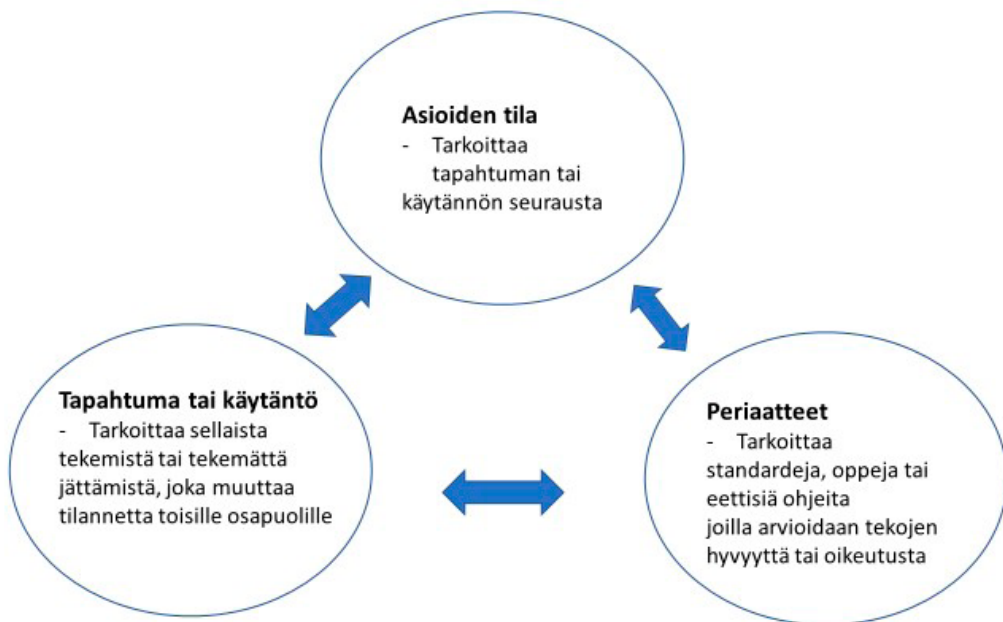 Asioiden tila
- Tarkoittaa
tapahtuman tai
käytännön seurausta
Tapahtuma tai käytäntö
- Tarkoittaa sellaista
tekemistä tai tekemättä
jättämistä, joka muuttaa
tilannetta toisille osapuolille
Periaatteet
- Tarkoittaa
standardeja, oppeja tai
eettisiä ohjeita
joilla arvioidaan tekojen
hyvyyttä tai oikeutusta